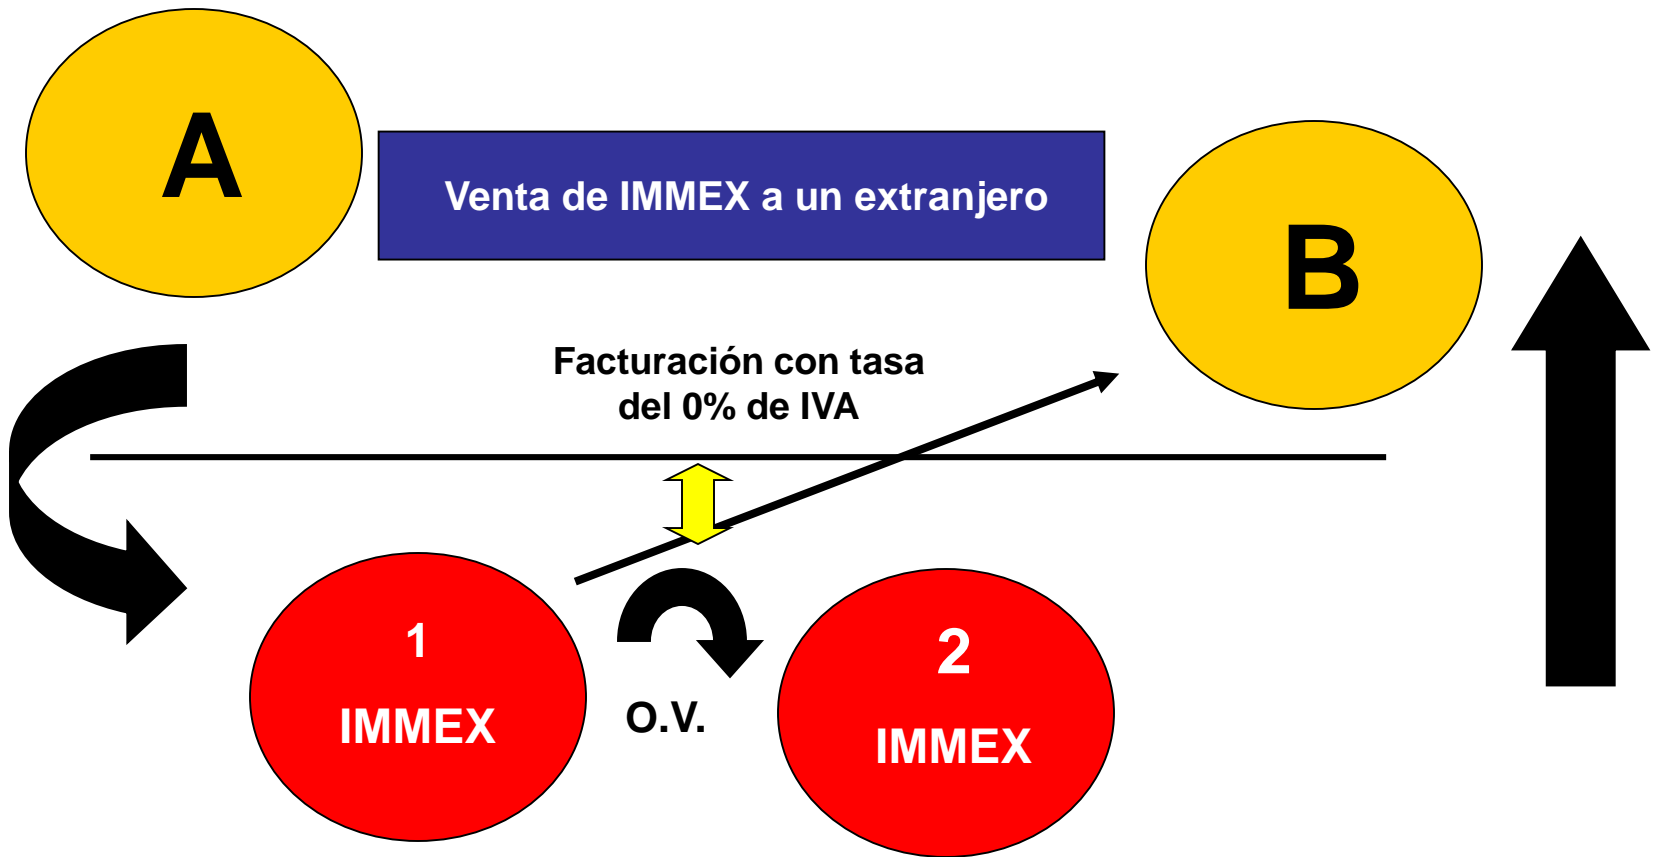 A
Venta de IMMEX a un extranjero
B
Facturación con tasa
del 0% de IVA
1
IMMEX
O.V.
2
IMMEX